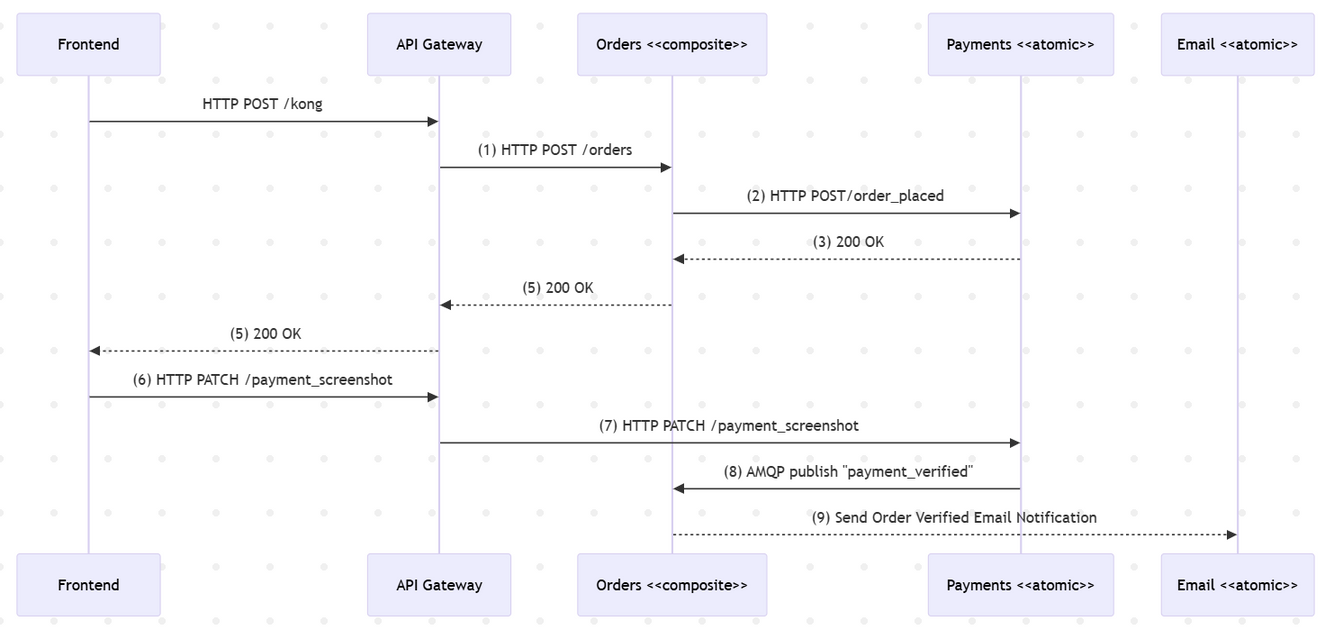 Frontend
API Gateway
Orders <<composite>>
Payments <<atomic>>
Email <<atomic>>
HTTP POST /kong
(1) HTTP POST /orders
(2) HTTP POST/order_placed
(3) 200 OK
(5) 200 OK
(5) 200 OK
(6) HTTP PATCH /payment_screenshot
(7) HTTP PATCH /payment_screenshot
(8) AMQP publish "payment_verified"
(9) Send Order Verified Email Notification
Frontend
API Gateway
Orders <<composite>>
Payments <<atomic>>
Email <<atomic>>